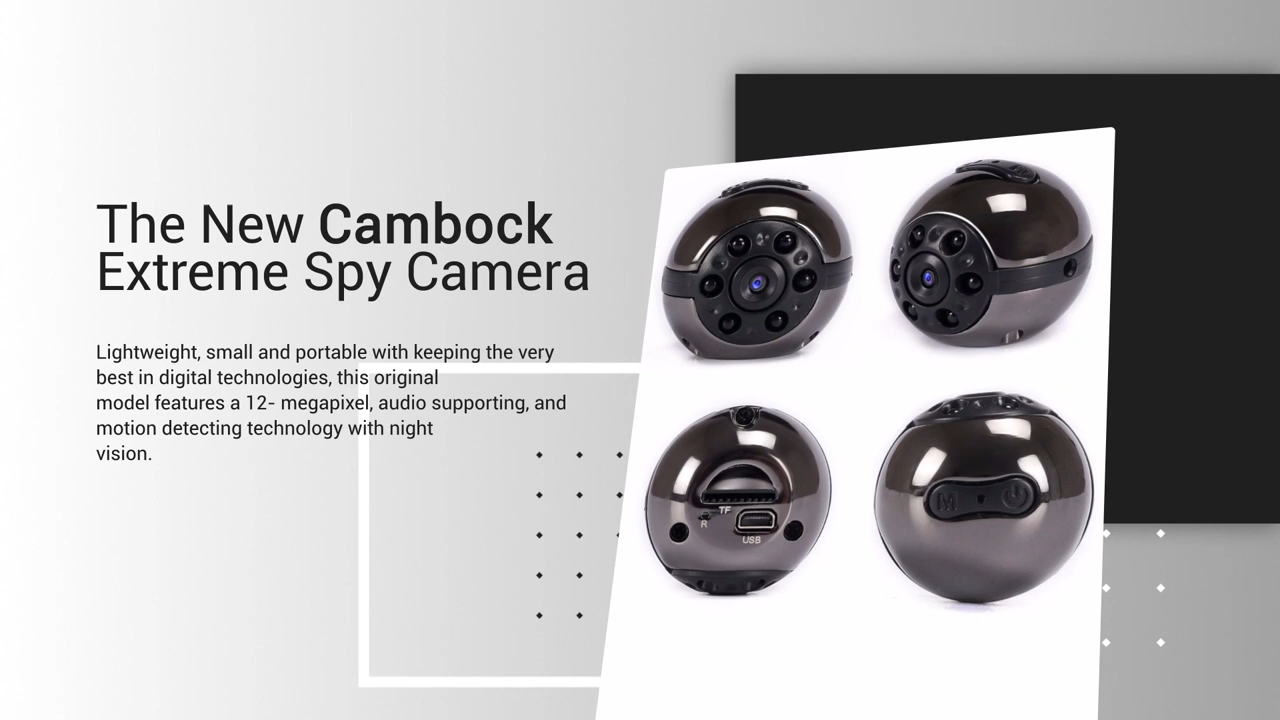 The New Cambock
Extreme Spy Camera
Lightweight, small and portable with keeping the very
best in digital technologies, this original
model features a 12- megapixel, audio supporting, and
motion detecting technology with night
vision.
TF
R
USB
M